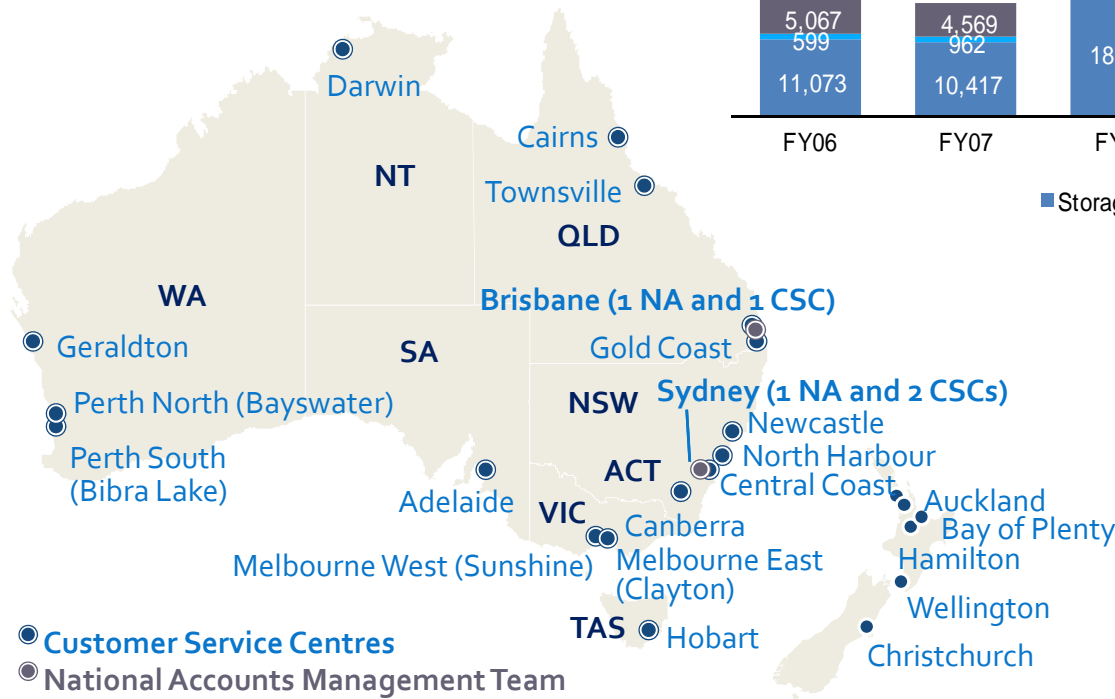 5,067
599
11,073
4,569
962
10,417
18
FY06
FY07
FY
Storag
Darwin
Cairns
NT
Townsville
QLD
WA
Brisbane (1 NA and 1 CSC)
Geraldton
SA
Gold Coast
NSW
Sydney (1 NA and 2 CSCs)
Perth North (Bayswater)
Newcastle
Perth South
(Bibra Lake)
North Harbour
ACT
Central Coast
Adelaide
VIC
Canberra
Auckland
Bay of Plenty
Melbourne West (Sunshine)
Melbourne East
(Clayton)
Hamilton
Wellington
TAS
Hobart
Christchurch
Customer Service Centres
National Accounts Management Team